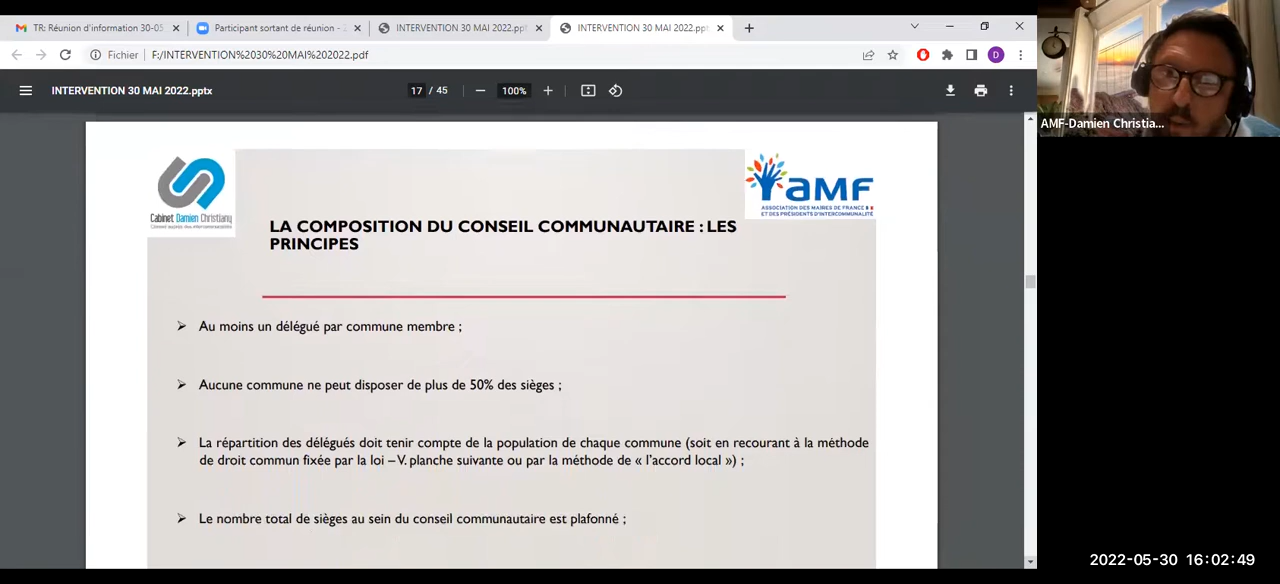 TR: Réunion d'information 30-05
Participant sortant de réunion -
INTERVENTION 30 MAI 2022.ppt
INTERVENTION 30 MAI 2022.ppt
Fichier
F:/INTERVENTION%2030%20MAI%202022.pdf
D
INTERVENTION 30 MAI 2022.pptx
17 / 45
100%
AMF-Damien Christia...
Cabinet Damien Christiany
AMF
ASSOCIATION DES MAIRES DE FRANCE
ET DES PRÉSIDENTS D'INTERCOMMUNALITÉ
LA COMPOSITION DU CONSEIL COMMUNAUTAIRE : LES
PRINCIPES
Au moins un délégué par commune membre ;
Aucune commune ne peut disposer de plus de 50% des sièges ;
La répartition des délégués doit tenir compte de la population de chaque commune (soit en recourant à la méthode
de droit commun fixée par la loi – V. planche suivante ou par la méthode de « l'accord local ») ;
Le nombre total de sièges au sein du conseil communautaire est plafonné ;
2022-05-30 16:02:49